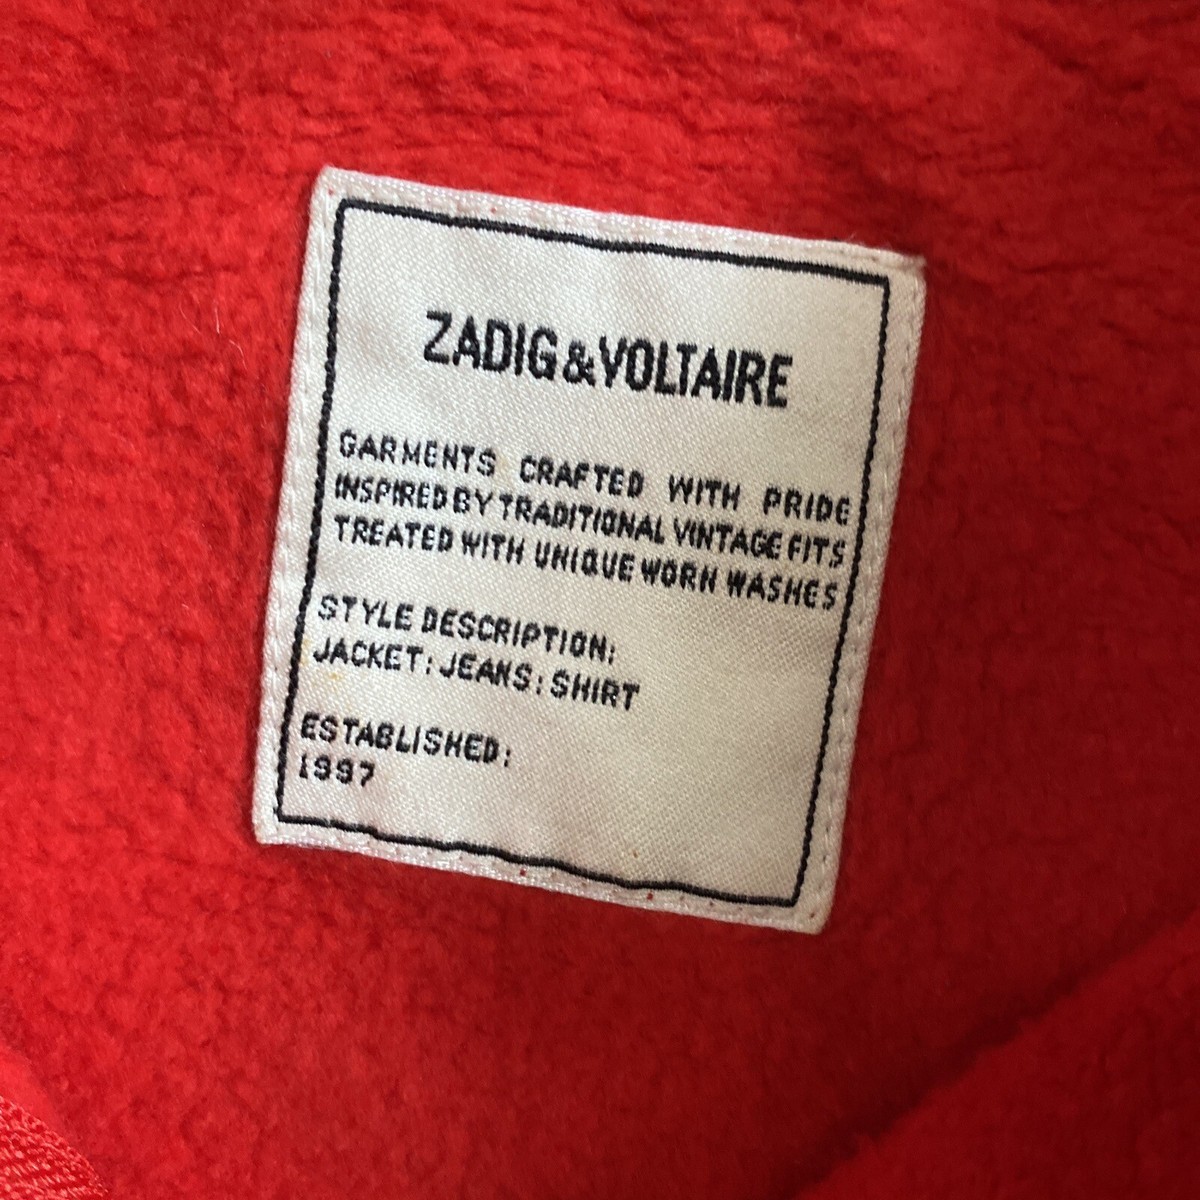 ZADIG&VOLTAIRE
GARMENTS CRAFTED WITH PRIDE
INSPIRED BY TRADITIONAL VINTAGE FITS
TREATED WITH UNIQUE WORN WASHES
STYLE DESCRIPTION:
JACKET: JEANS: SHIRT
ESTABLISHED:
1997